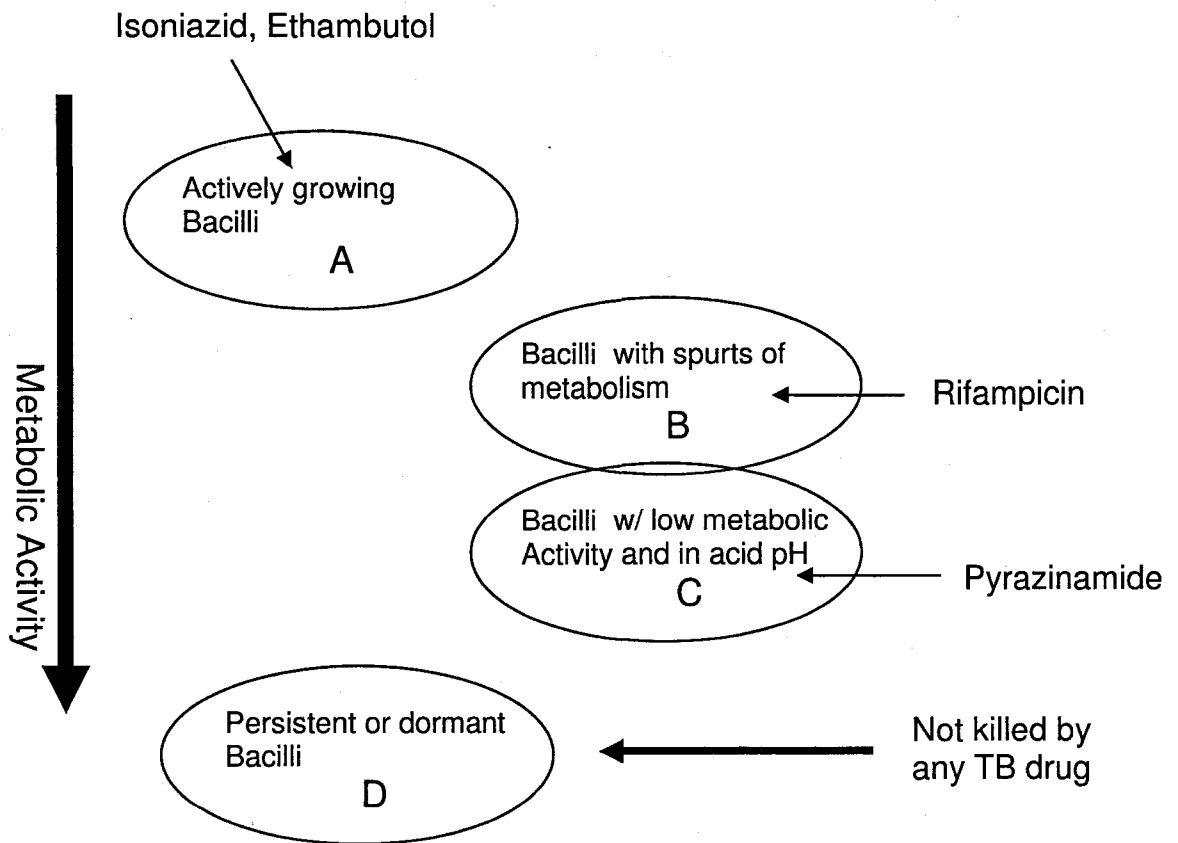 Isoniazid, Ethambutol
Actively growing
Bacilli
A
Bacilli with spurts of
metabolism
B
Rifampicin
Metabolic Activity
Bacilli w/ low metabolic
Activity and in acid pH
C
Pyrazinamide
Persistent or dormant
Bacilli
D
Not killed by
any TB drug